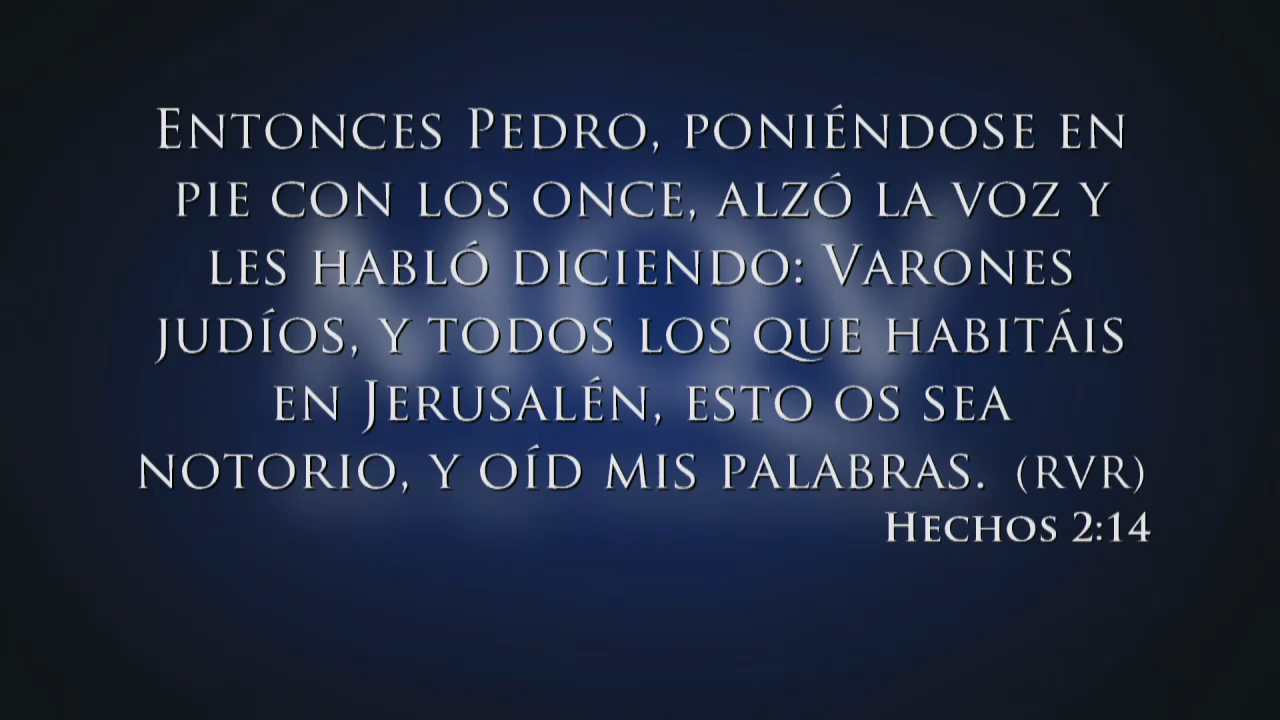 Entonces Pedro, poniéndose en
pie con los once, alzó la voz y
les habló diciendo: Varones
judíos, y todos los que habitáis
en Jerusalén, esto os sea
notorio, y oíd mis palabras. (RVR)
Hechos 2:14